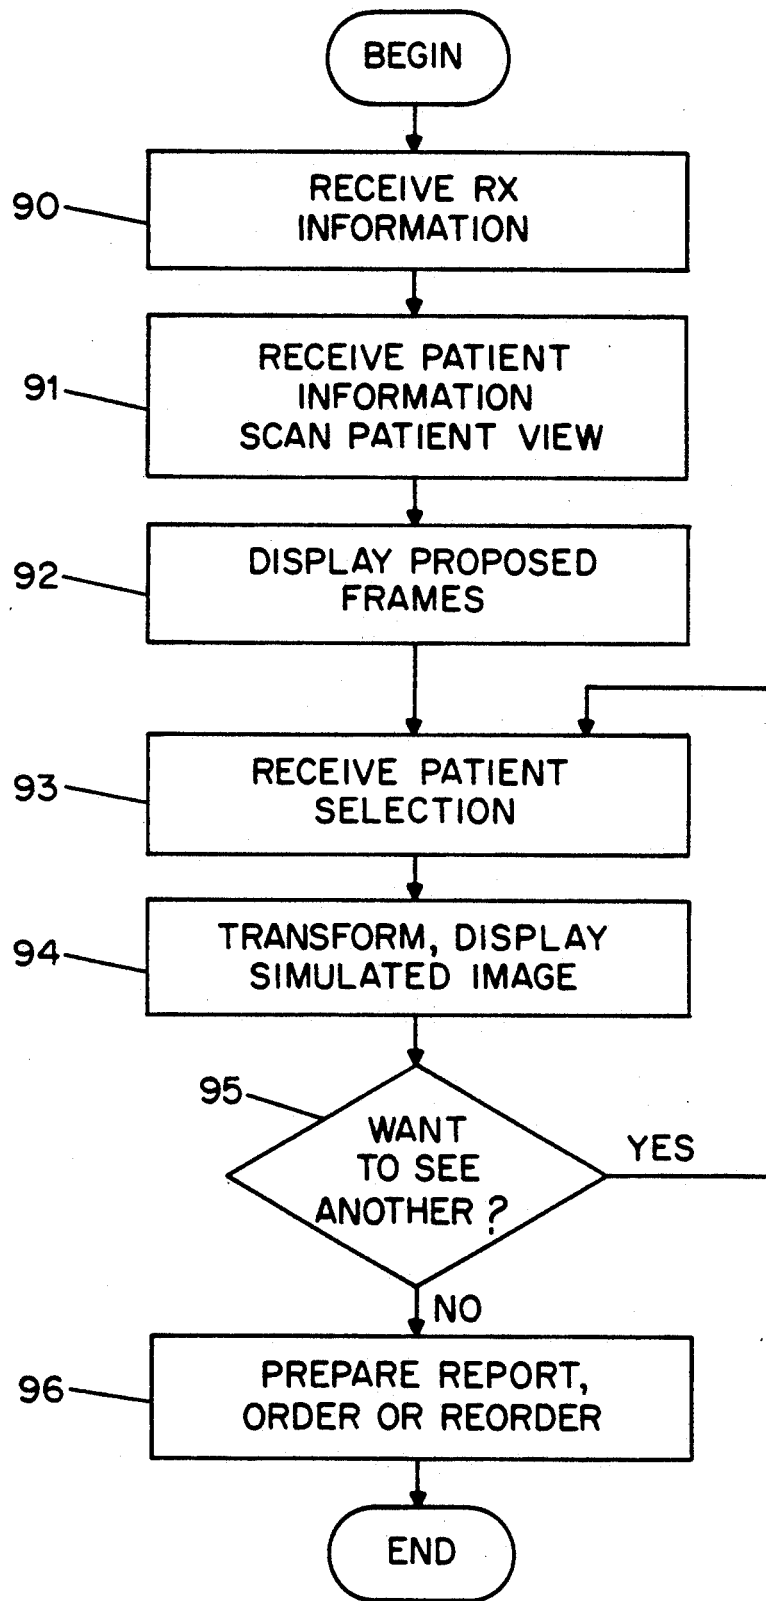 BEGIN
90
RECEIVE RX
INFORMATION
91
RECEIVE PATIENT
INFORMATION
SCAN PATIENT VIEW
92
DISPLAY PROPOSED
FRAMES
93
RECEIVE PATIENT
SELECTION
94
TRANSFORM, DISPLAY
SIMULATED IMAGE
95
WANT
TO SEE
ANOTHER?
YES
NO
96
PREPARE REPORT,
ORDER OR REORDER
END